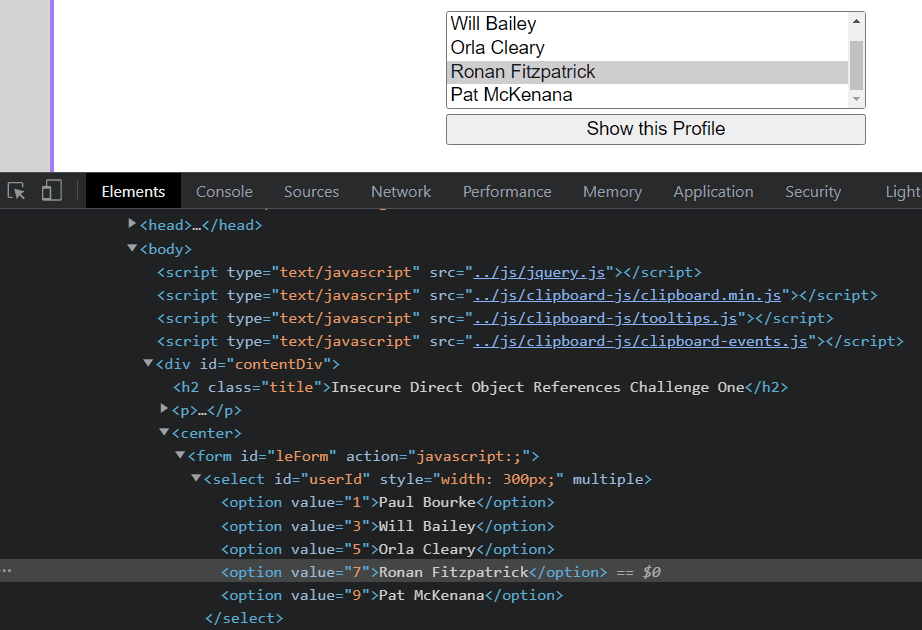 Will Bailey
Orla Cleary
Ronan Fitzpatrick
Pat McKenana
Show this Profile
Elements Console Sources Network Performance Memory Application Security Light
<head>…</head>
<body>
<script type="text/javascript" src="../js/jquery.js"></script>
<script type="text/javascript" src="../js/clipboard-js/clipboard.min.js"></script>
<script type="text/javascript" src="../js/clipboard-js/tooltips.js"></script>
<script type="text/javascript" src="../js/clipboard-js/clipboard-events.js"></script>
<div id="contentDiv">
<h2 class="title">Insecure Direct Object References Challenge One</h2>
<p>…</p>
<center>
<form id="leForm" action="javascript:;">
<select id="userId" style="width: 300px;" multiple>
<option value="1">Paul Bourke</option>
<option value="3">Will Bailey</option>
<option value="5">Orla Cleary</option>
<option value="7">Ronan Fitzpatrick</option> == $0
<option value="9">Pat McKenana</option>
</select>